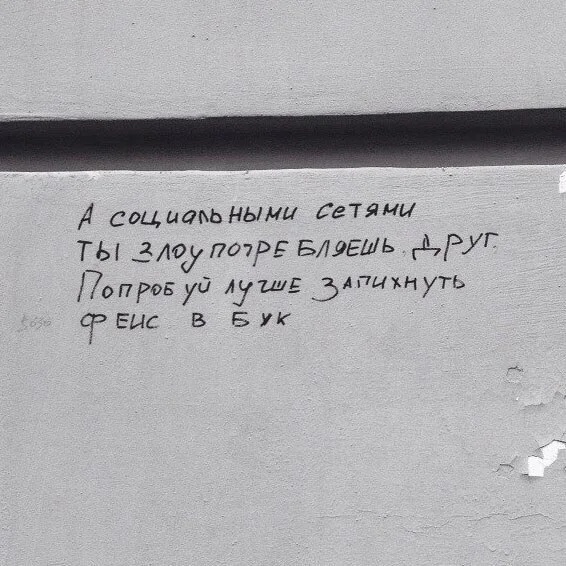 А социальными сетями
ты злоупотребляешь. Друг.
Попробуй лучше запихнуть
фейс в бук